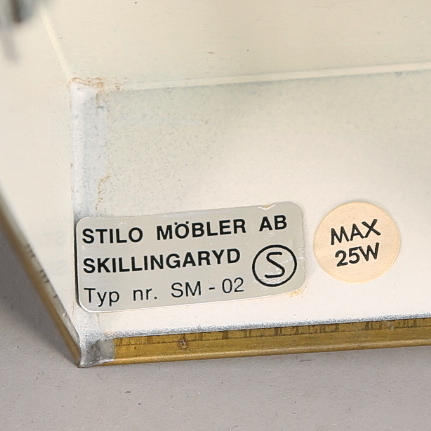 STILO MÖBLER AB
SKILLINGARYD
S
Typ nr. SM - 02
MAX
25W